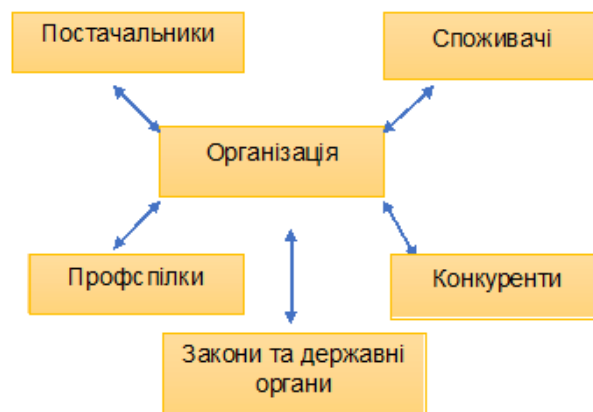 Постачальники
Споживачі
Організація
Профспілки
Конкуренти
Закони та державні
органи